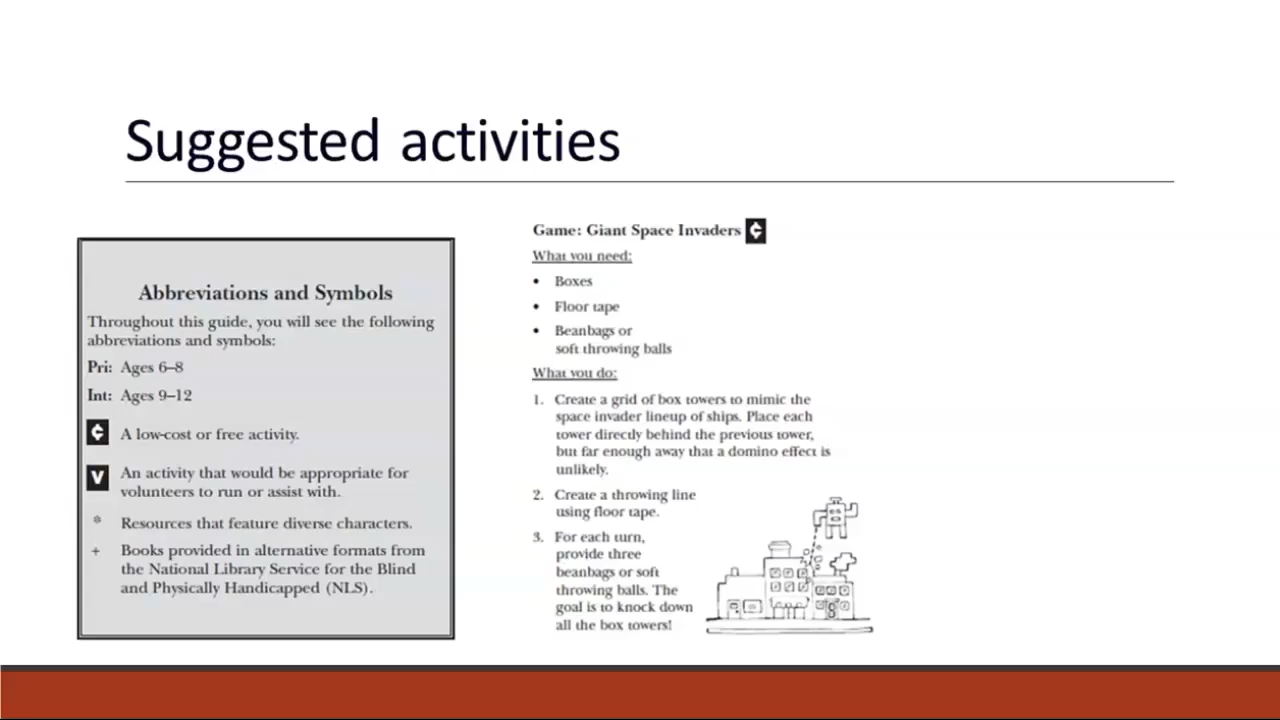 Suggested activities
Abbreviations and Symbols
Throughout this guide, you will see the following
abbreviations and symbols:
Pri: Ages 6–8
Int: Ages 9–12
¢ A low-cost or free activity.
V An activity that would be appropriate for
volunteers to run or assist with.
* Resources that feature diverse characters.
+ Books provided in alternative formats from
the National Library Service for the Blind
and Physically Handicapped (NLS).
Game: Giant Space Invaders ¢
What you need:
• Boxes
• Floor tape
• Beanbags or
soft throwing balls
What you do:
1. Create a grid of box towers to mimic the
space invader lineup of ships. Place each
tower directly behind the previous tower,
but far enough away that a domino effect is
unlikely.
2. Create a throwing line
using floor tape.
3. For each turn,
provide three
beanbags or soft
throwing balls. The
goal is to knock down
all the box towers!